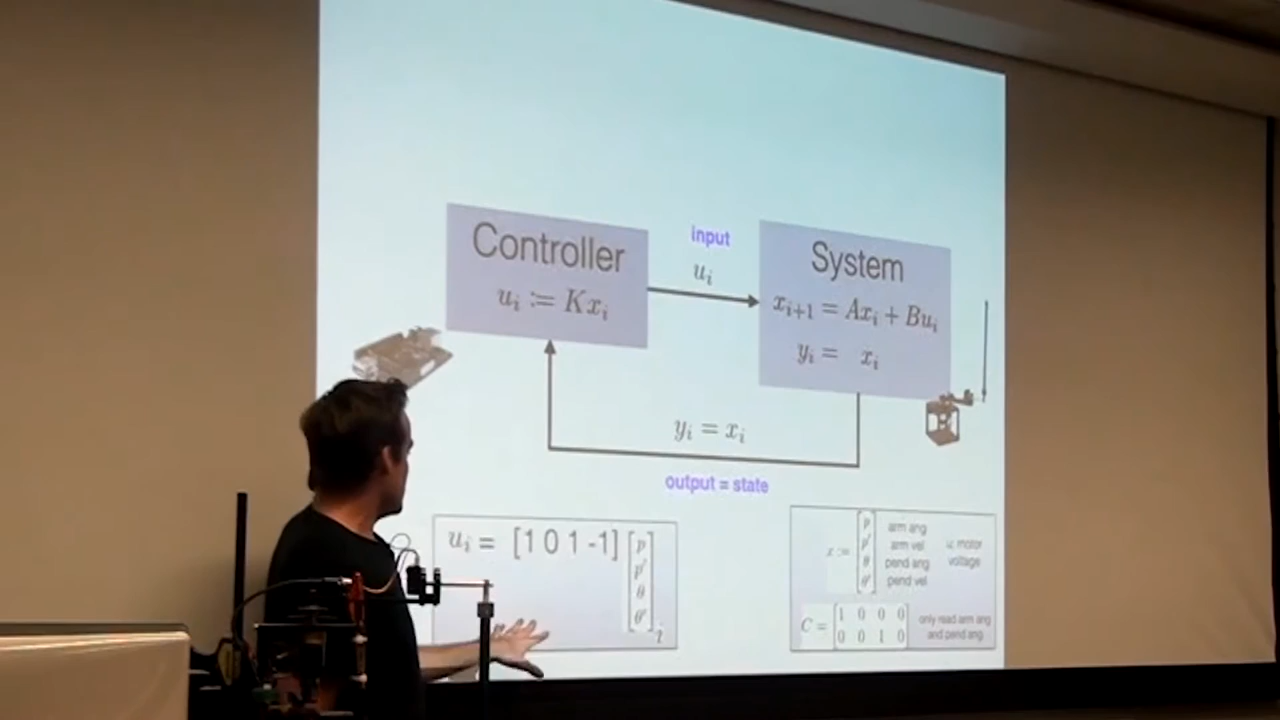 Controller
u_i := Kx_i
input
u_i
System
x_{i+1} = Ax_i + Bu_i
y_i = x_i
y_i = x_i
output = state
u_i = [1 0 1 -1] [p p' θ θ']_i
x := [p p' θ θ']
arm ang
arm vel
pend ang
pend vel
u: motor
voltage
C = [1 0 0 0
0 0 1 0]
only read arm ang
and pend ang